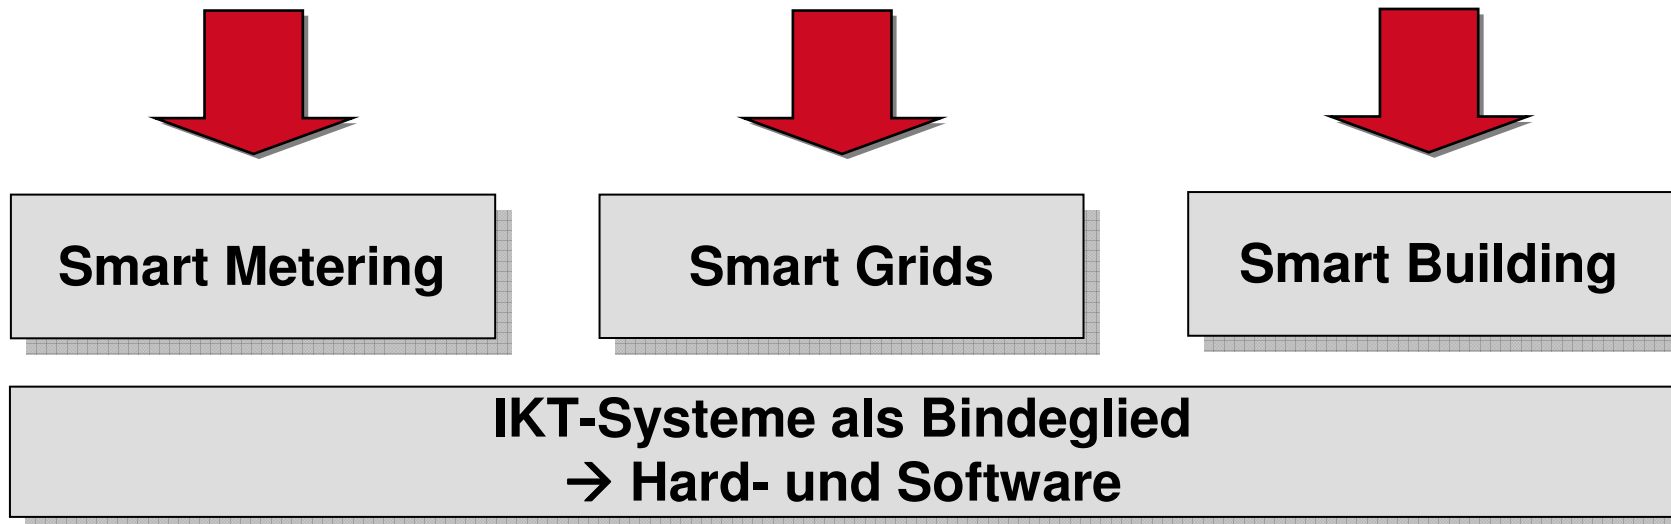 Smart Metering
Smart Grids
Smart Building
IKT-Systeme als Bindeglied
→ Hard- und Software